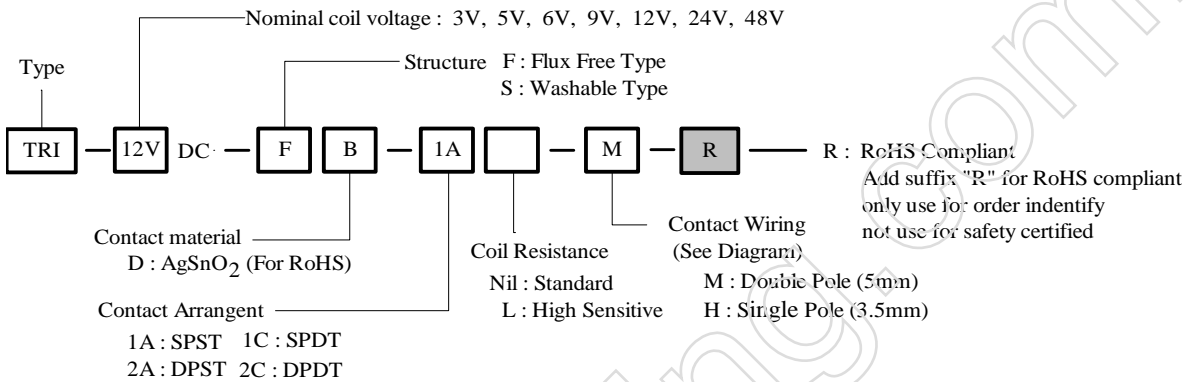 Nominal coil voltage : 3V, 5V, 6V, 9V, 12V, 24V, 48V
Type
Structure F : Flux Free Type
S : Washable Type
TRI 12V DC F B 1A M R R : RoHS Compliant
Add suffix "R" for RoHS compliant
only use for order indentify
not use for safety certified
Contact material
D : AgSnO2 (For RoHS)
Coil Resistance
Nil : Standard
L : High Sensitive
Contact Wiring
(See Diagram)
M : Double Pole (5mm)
H : Single Pole (3.5mm)
Contact Arrangent
1A : SPST 1C : SPDT
2A : DPST 2C : DPDT
ng.com